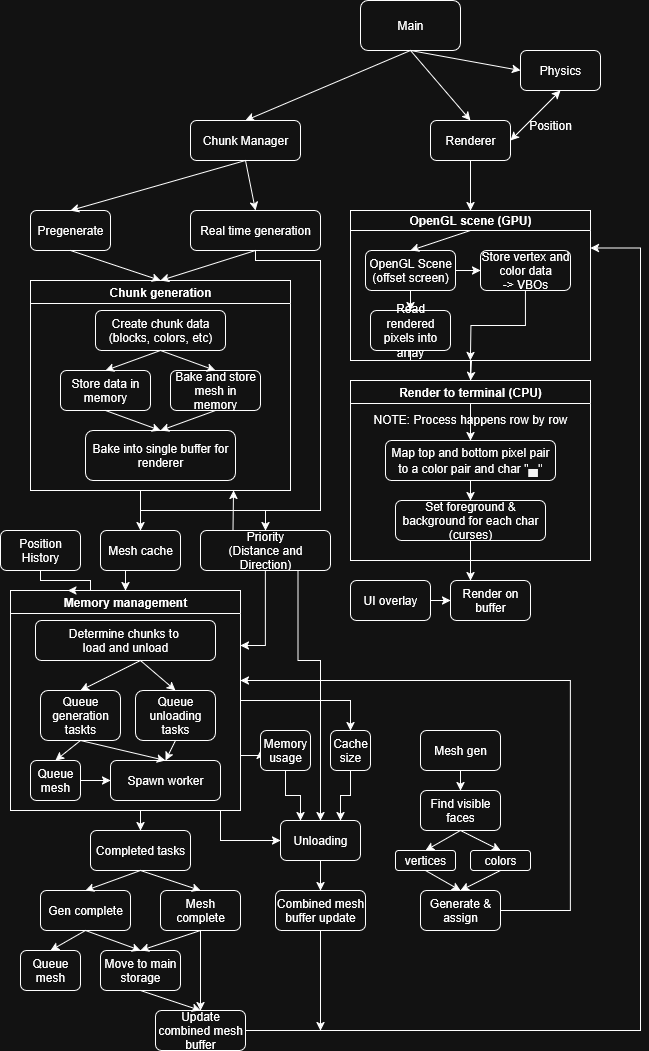 Main
Physics
Position
Chunk Manager
Renderer
Pregenerate
Real time generation
OpenGL scene (GPU)
OpenGL Scene
(offset screen)
Store vertex and
color data
-> VBOs
Read
rendered
pixels into
array
Chunk generation
Create chunk data
(blocks, colors, etc)
Store data in
memory
Bake and store
mesh in
memory
Bake into single buffer for
renderer
Render to terminal (CPU)
NOTE: Process happens row by row
Map top and bottom pixel pair
to a color pair and char "▄"
Set foreground &
background for each char
(curses)
UI overlay
Render on
buffer
Position
History
Mesh cache
Priority
(Distance and
Direction)
Memory management
Determine chunks to
load and unload
Queue
generation
taskts
Queue
unloading
tasks
Queue
mesh
Spawn worker
Memory
usage
Cache
size
Unloading
Combined mesh
buffer update
Mesh gen
Find visible
faces
vertices
colors
Generate &
assign
Completed tasks
Gen complete
Mesh
complete
Queue
mesh
Move to main
storage
Update
combined mesh
buffer